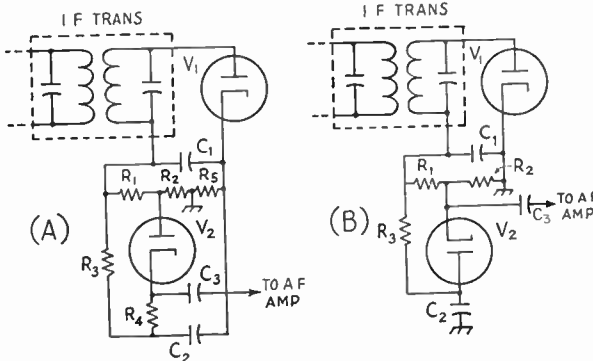 I F TRANS
V1
C1
R1
R2
R5
(A)
V2
R3
C3
TO A F
AMP
R4
C2
I F TRANS
V1
C1
R1
R2
TO A F
AMP
C3
(B)
V2
R3
C2